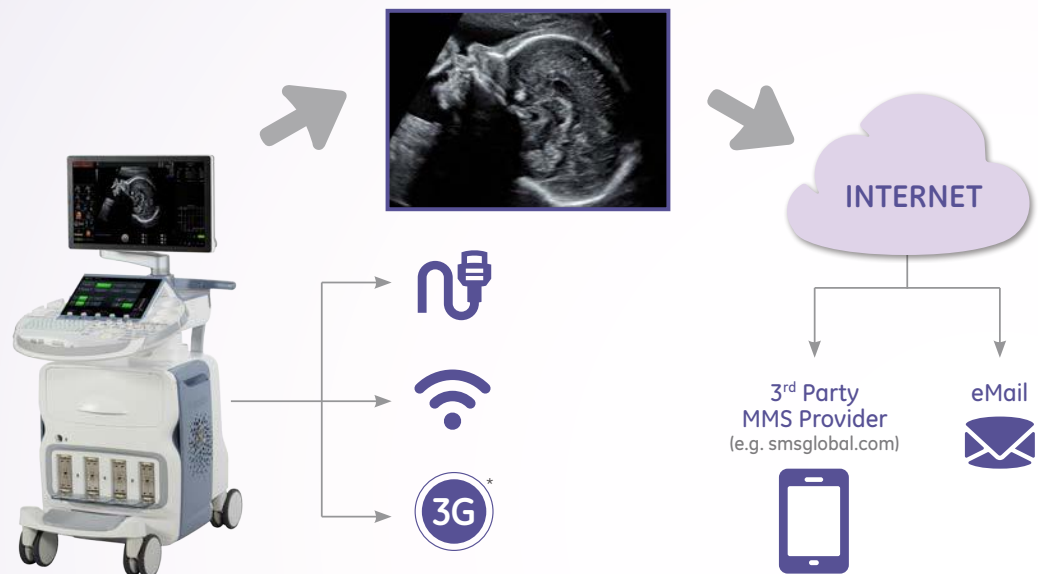 INTERNET
3rd Party
MMS Provider
(e.g. smsglobal.com)
eMail
3G*